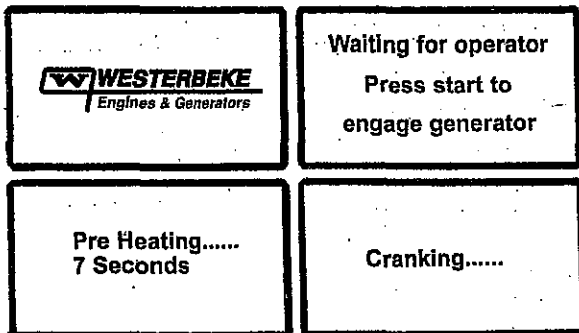 WESTERBEKE
Engines & Generators
Waiting for operator
Press start to
engage generator
Pre Heating......
7 Seconds
Cranking......